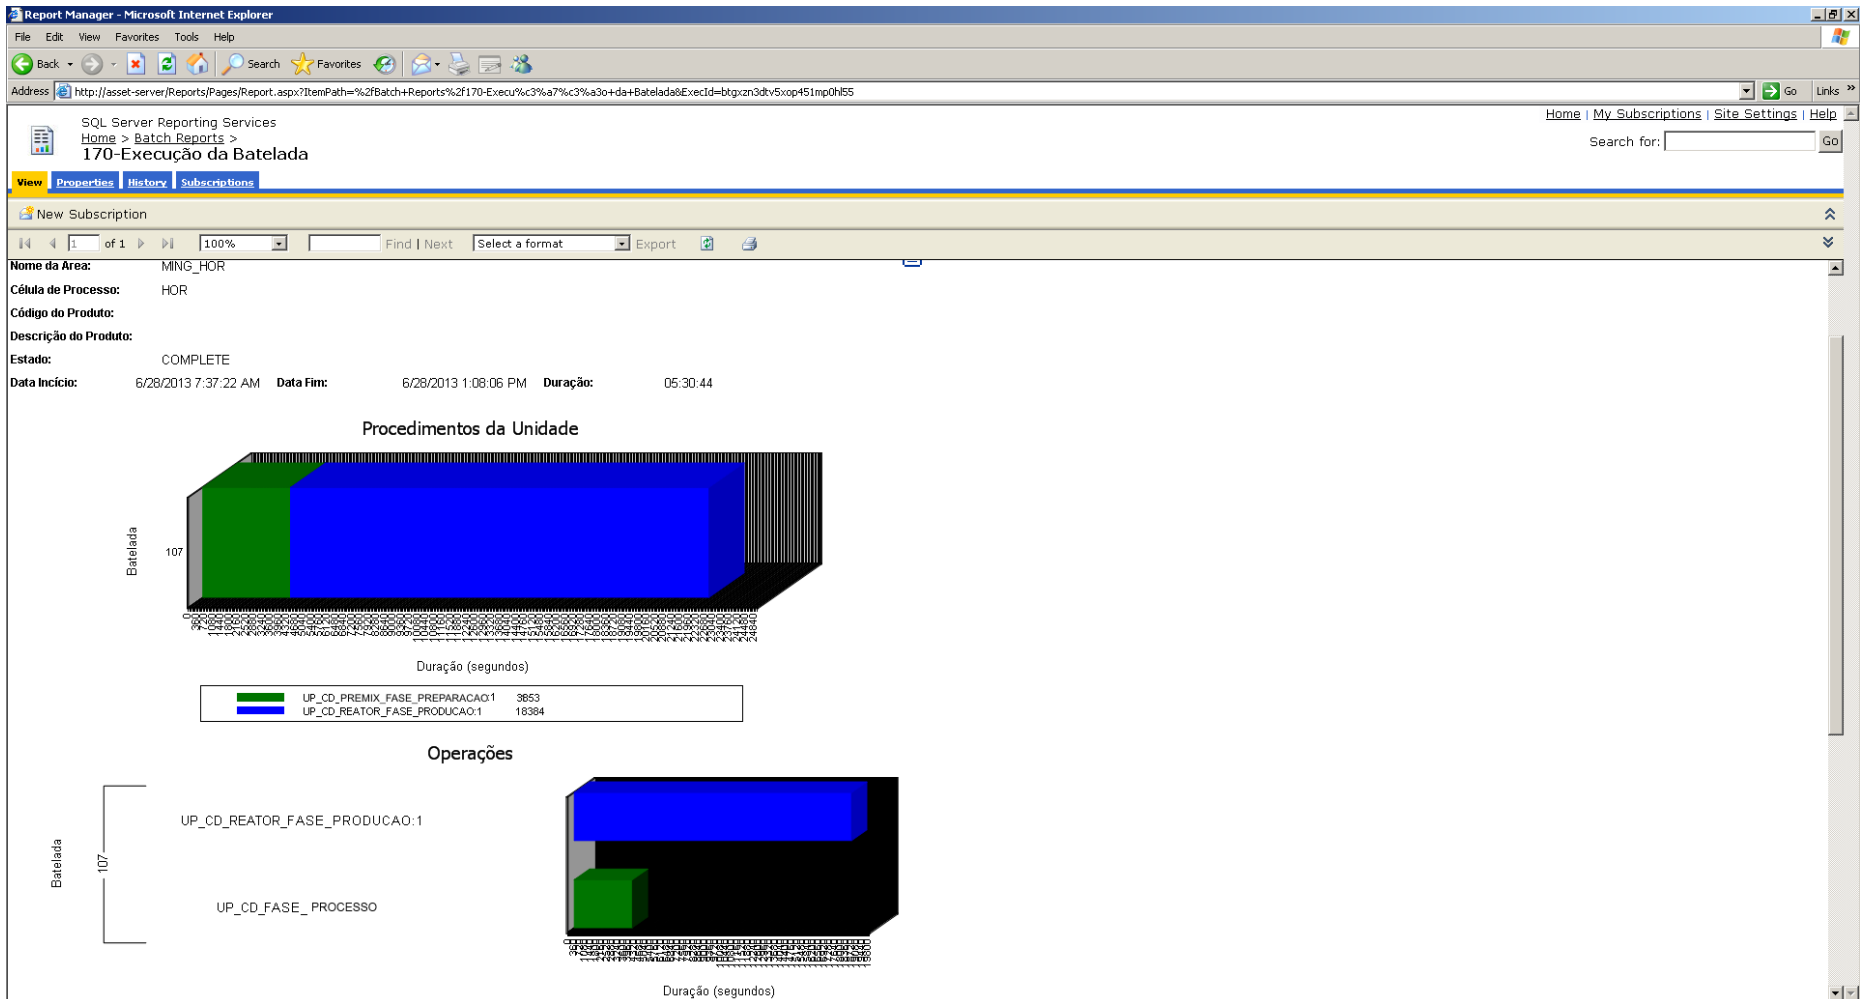 Report Manager - Microsoft Internet Explorer
File Edit View Favorites Tools Help
Back Search Favorites
Address http://asset-server/Reports/Pages/Report.aspx?ItemPath=%2fBatch+Reports%2f170-Execu%c3%a7%c3%a3o+da+Batelada&ExecId=btgxzn3dtv5xop451mp0hl55 Go Links »
Home | My Subscriptions | Site Settings | Help
SQL Server Reporting Services
Home > Batch Reports >
170-Execução da Batelada
Search for: Go
View Properties History Subscriptions
New Subscription
1 of 1 100% Find | Next Select a format Export
Nome da Area: MING_HOR
Célula de Processo: HOR
Código do Produto:
Descrição do Produto:
Estado: COMPLETE
Data Incício: 6/28/2013 7:37:22 AM Data Fim: 6/28/2013 1:08:06 PM Duração: 05:30:44
Procedimentos da Unidade
Batelada
107
Duração (segundos)
UP_CD_PREMIX_FASE_PREPARACAO:1 3853
UP_CD_REATOR_FASE_PRODUCAO:1 18384
Operações
Batelada
107
UP_CD_REATOR_FASE_PRODUCAO:1
UP_CD_FASE_ PROCESSO
Duração (segundos)